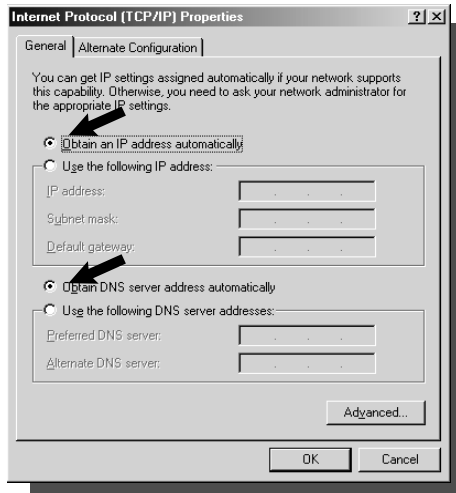 Internet Protocol (TCP/IP) Properties
? X
General
Alternate Configuration
You can get IP settings assigned automatically if your network supports
this capability. Otherwise, you need to ask your network administrator for
the appropriate IP settings.
Obtain an IP address automatically
Use the following IP address:
IP address:
Subnet mask:
Default gateway:
Obtain DNS server address automatically
Use the following DNS server addresses:
Preferred DNS server:
Alternate DNS server:
Advanced...
OK
Cancel